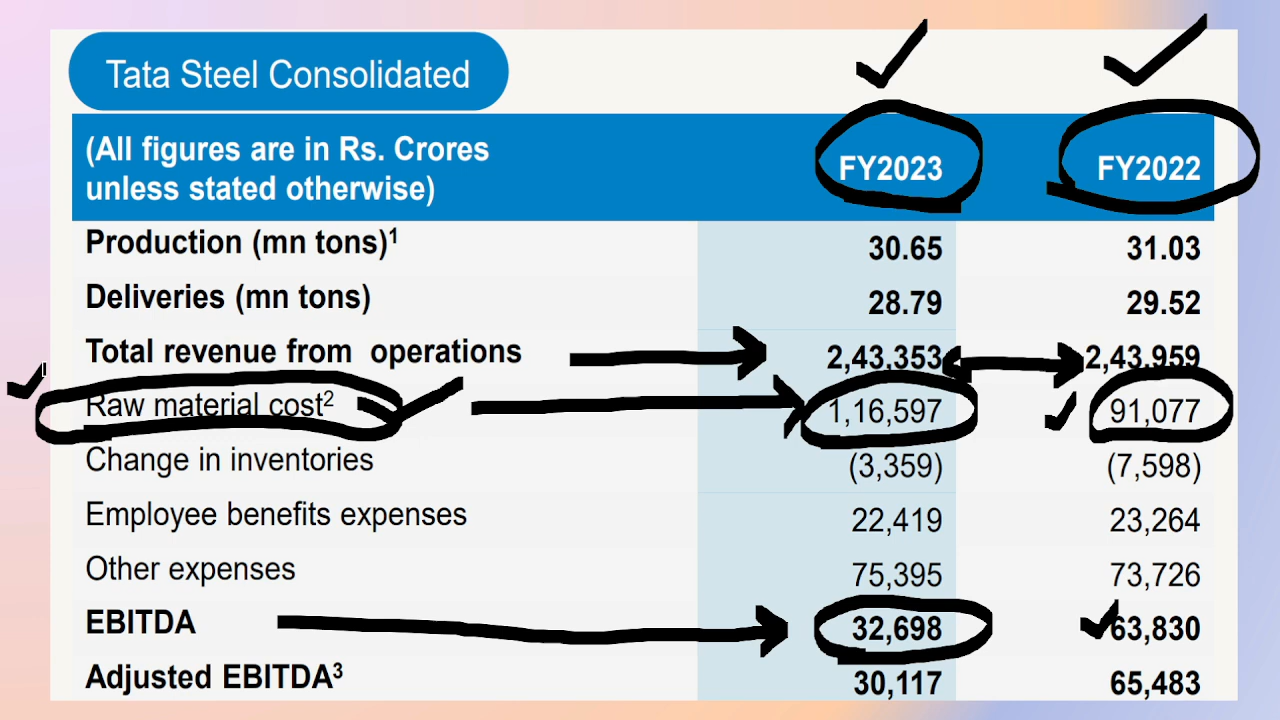 Tata Steel Consolidated
(All figures are in Rs. Crores
unless stated otherwise) FY2023 FY2022
Production (mn tons)¹ 30.65 31.03
Deliveries (mn tons) 28.79 29.52
Total revenue from operations 2,43,353 2,43,959
Raw material cost² 1,16,597 91,077
Change in inventories (3,359) (7,598)
Employee benefits expenses 22,419 23,264
Other expenses 75,395 73,726
EBITDA 32,698 63,830
Adjusted EBITDA³ 30,117 65,483